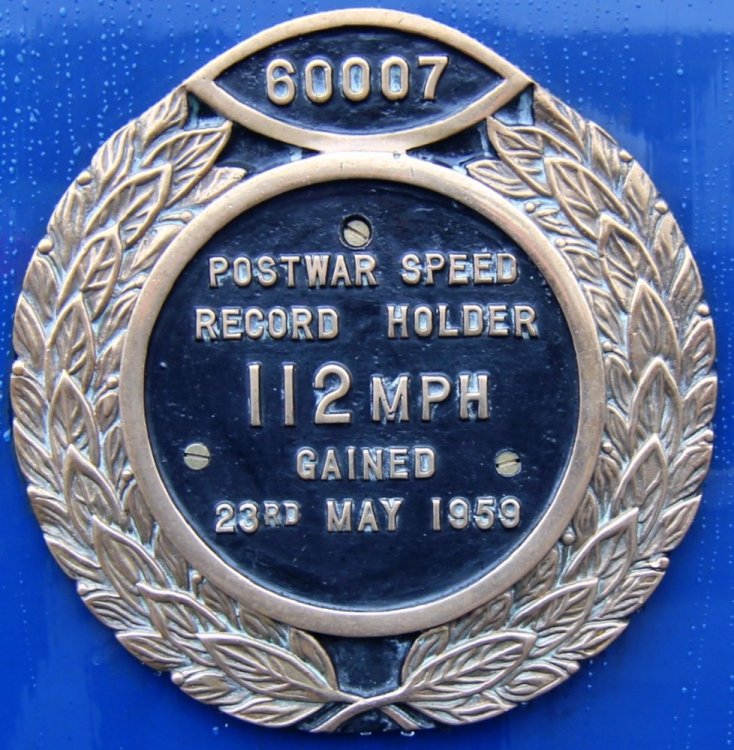 60007
POSTWAR SPEED
RECORD HOLDER
112 MPH
GAINED
23RD MAY 1959